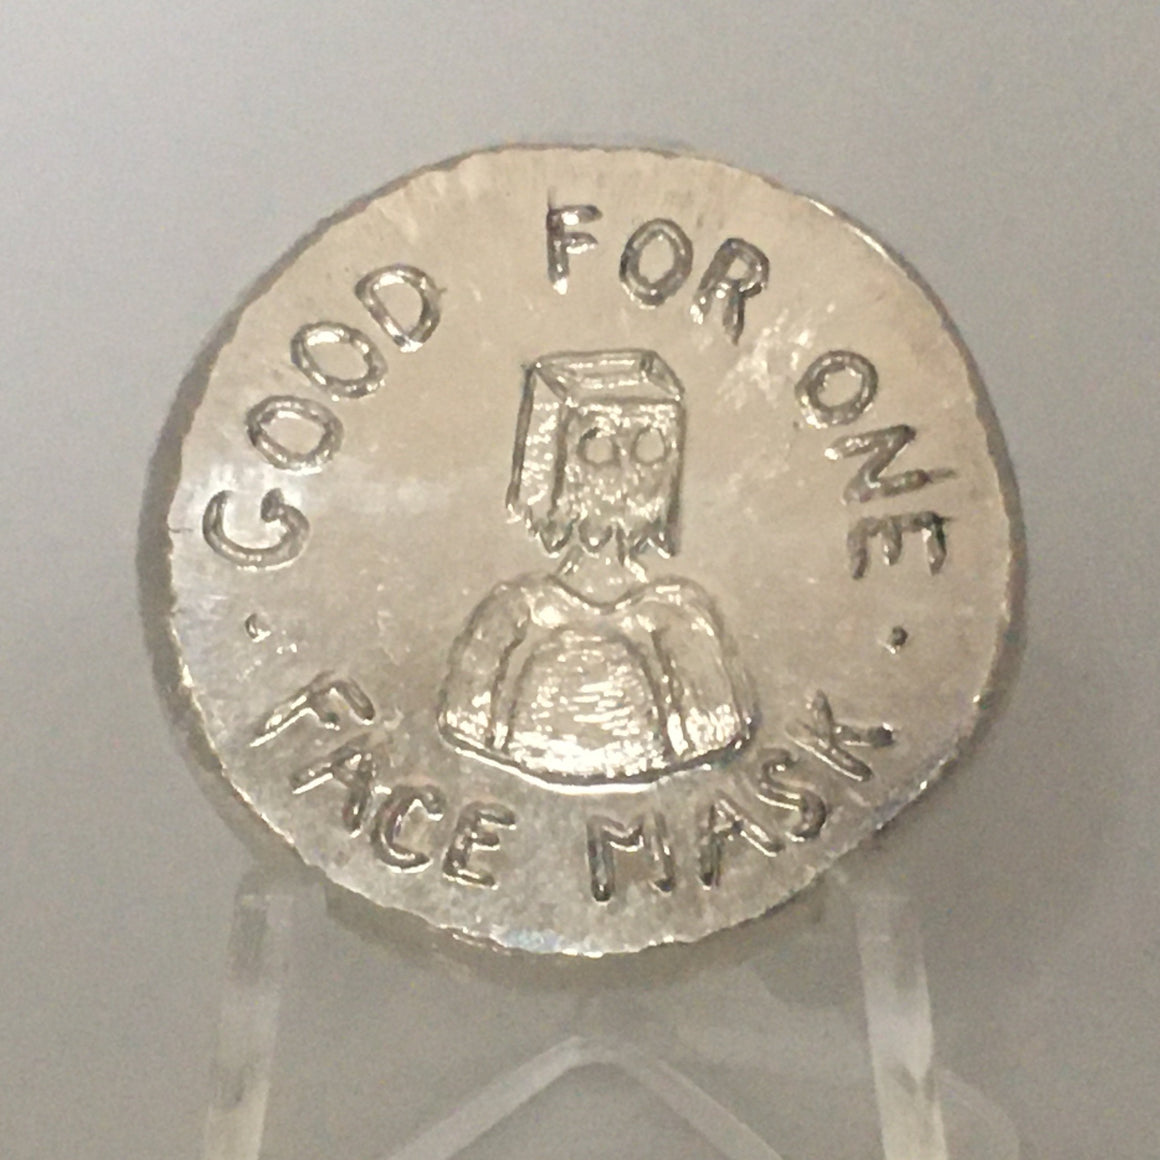 GOOD FOR ONE
· FACE MASK ·